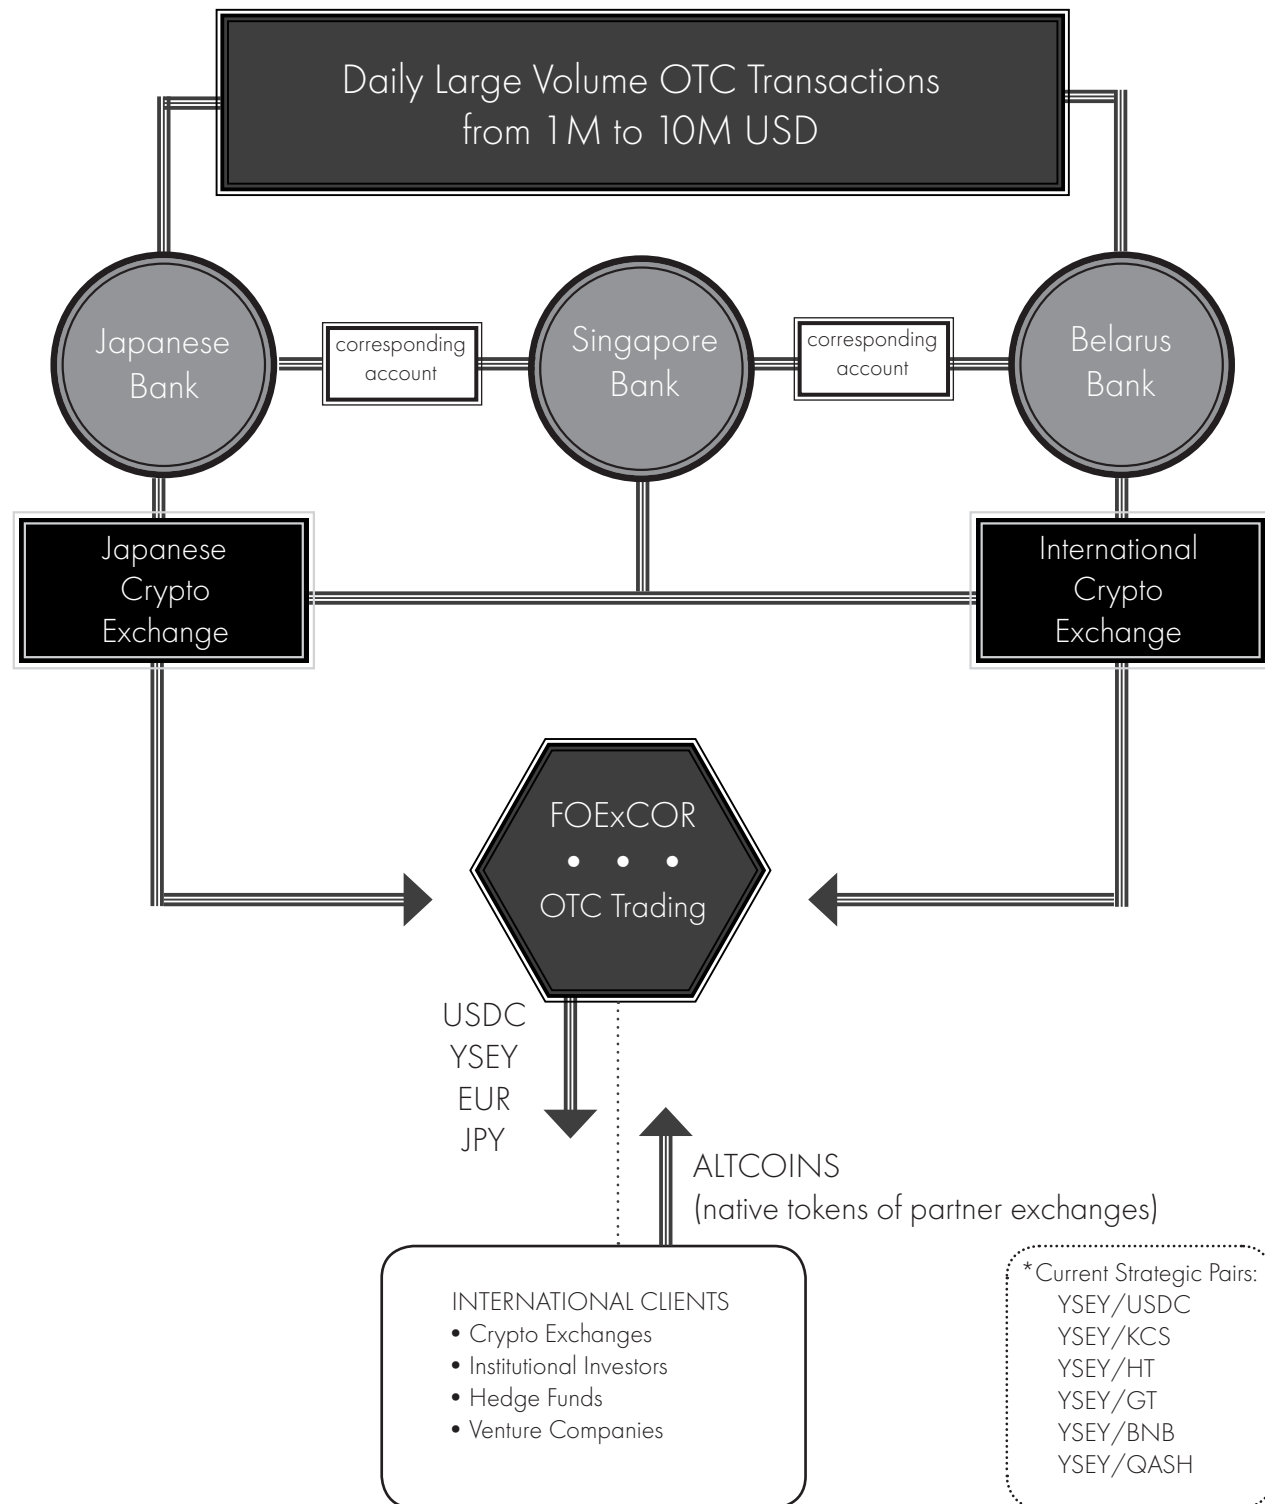 Daily Large Volume OTC Transactions
from 1M to 10M USD
Japanese
Bank
corresponding
account
Singapore
Bank
corresponding
account
Belarus
Bank
Japanese
Crypto
Exchange
International
Crypto
Exchange
FOExCOR
• • •
OTC Trading
USDC
YSEY
EUR
JPY
ALTCOINS
(native tokens of partner exchanges)
INTERNATIONAL CLIENTS
• Crypto Exchanges
• Institutional Investors
• Hedge Funds
• Venture Companies
*Current Strategic Pairs:
YSEY/USDC
YSEY/KCS
YSEY/HT
YSEY/GT
YSEY/BNB
YSEY/QASH